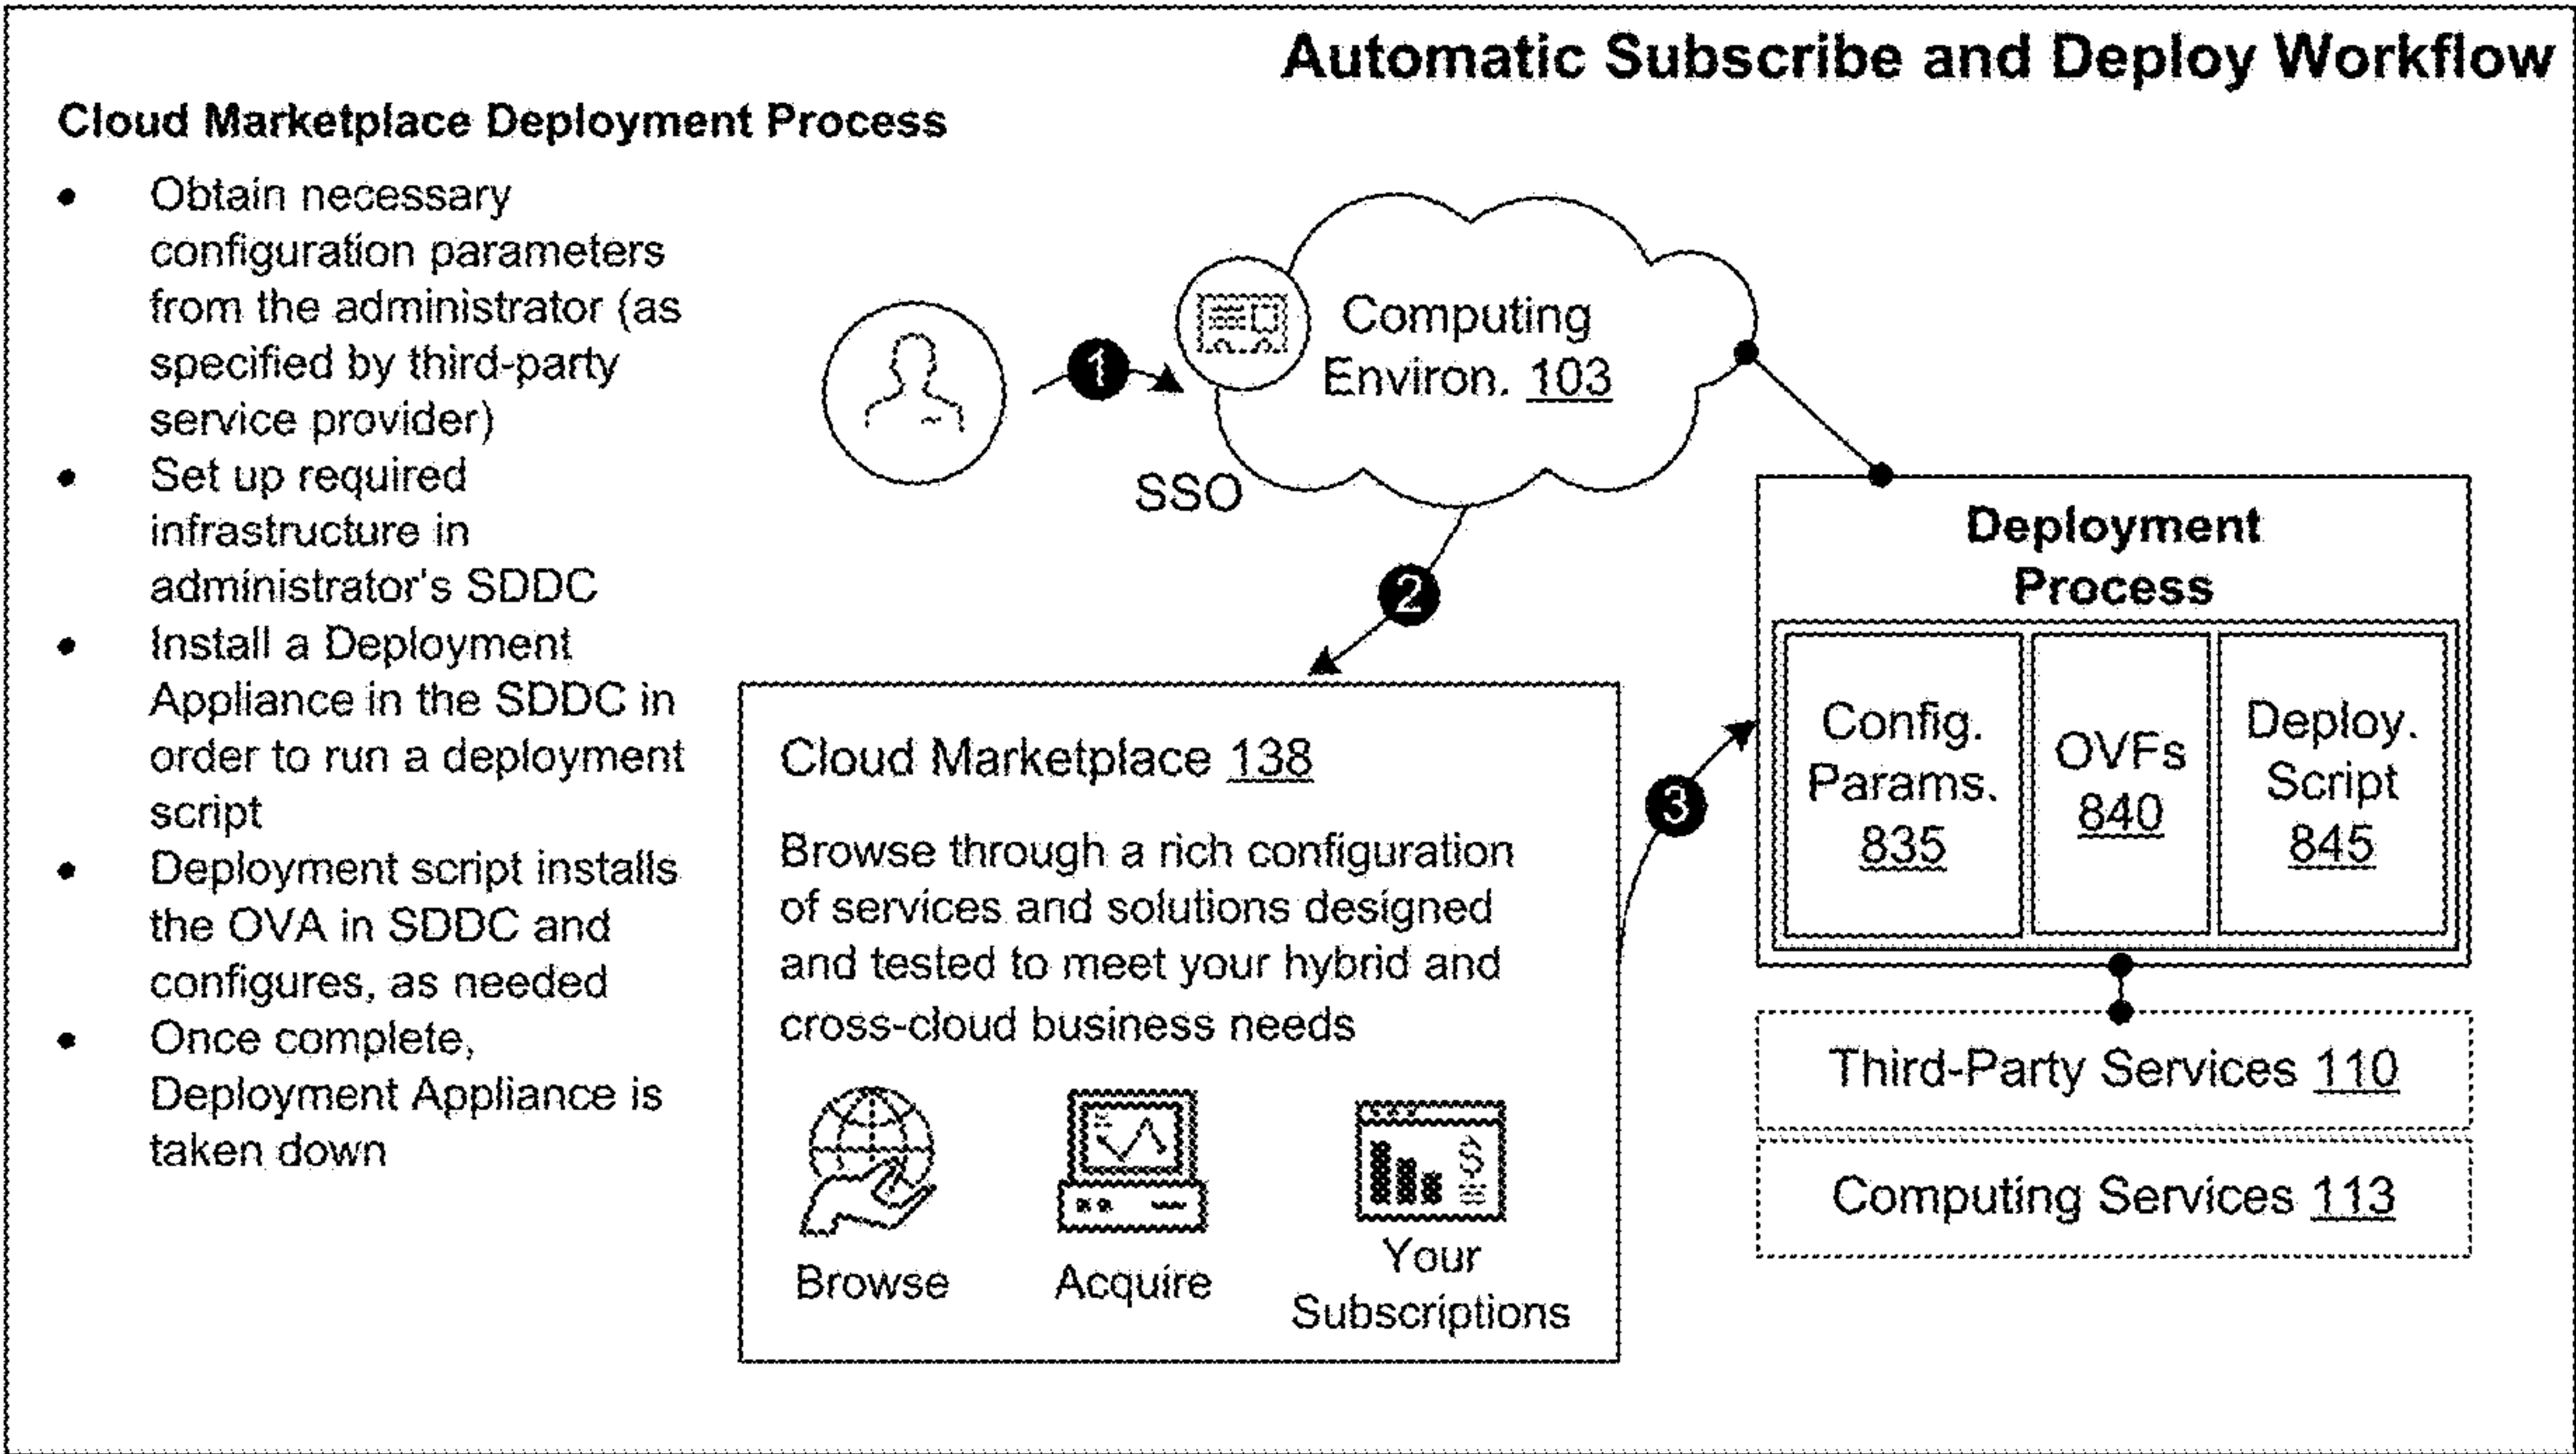 Automatic Subscribe and Deploy Workflow
Cloud Marketplace Deployment Process
• Obtain necessary
configuration parameters
from the administrator (as
specified by third-party
service provider)
• Set up required
infrastructure in
administrator's SDDC
• Install a Deployment
Appliance in the SDDC in
order to run a deployment
script
• Deployment script installs
the OVA in SDDC and
configures, as needed
• Once complete,
Deployment Appliance is
taken down
1
Computing
Environ. 103
SSO
2
Cloud Marketplace 138
Browse through a rich configuration
of services and solutions designed
and tested to meet your hybrid and
cross-cloud business needs
Browse
Acquire
Your
Subscriptions
3
Deployment
Process
Config.
Params.
835
OVFs
840
Deploy.
Script
845
Third-Party Services 110
Computing Services 113